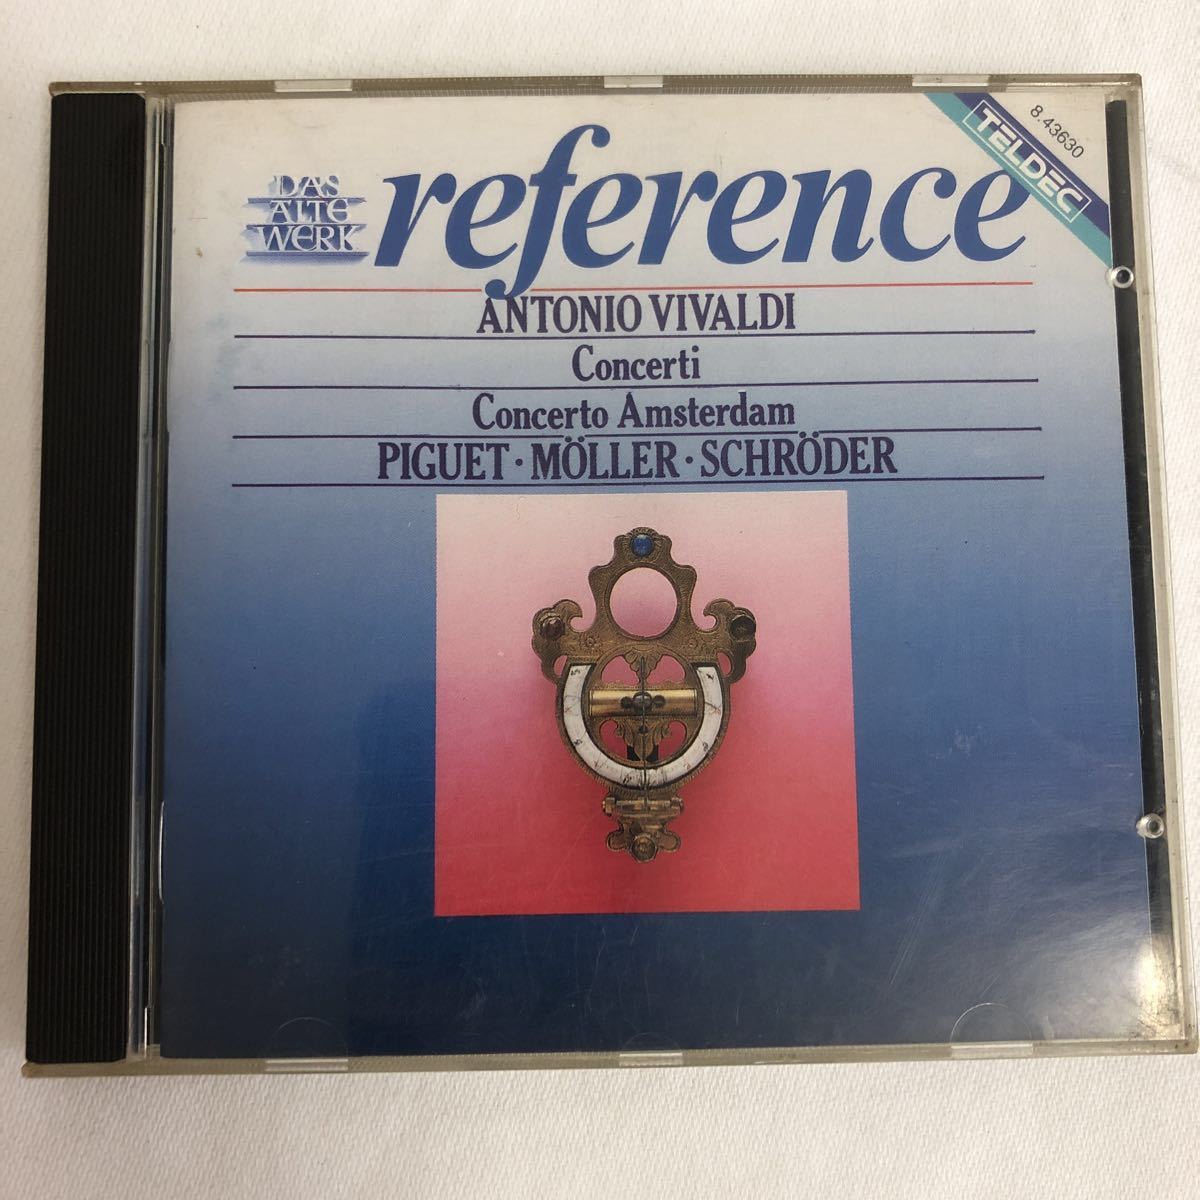 DAS
ALTE
WERK
reference
TELDEC
8.43630
ANTONIO VIVALDI
Concerti
Concerto Amsterdam
PIGUET · MÖLLER · SCHRÖDER